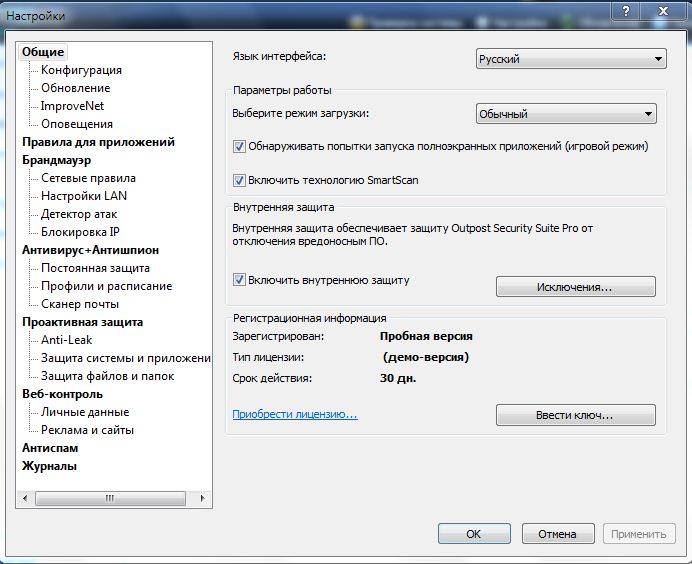 Настройки
Общие
Конфигурация
Обновление
ImproveNet
Оповещения
Правила для приложений
Брандмауэр
Сетевые правила
Настройки LAN
Детектор атак
Блокировка IP
Антивирус+Антишпион
Постоянная защита
Профили и расписание
Сканер почты
Проактивная защита
Anti-Leak
Защита системы и приложени
Защита файлов и папок
Веб-контроль
Личные данные
Реклама и сайты
Антиспам
Журналы
Язык интерфейса: Русский
Параметры работы
Выберите режим загрузки: Обычный
Обнаруживать попытки запуска полноэкранных приложений (игровой режим)
Включить технологию SmartScan
Внутренняя защита
Внутренняя защита обеспечивает защиту Outpost Security Suite Pro от
отключения вредоносным ПО.
Включить внутреннюю защиту Исключения...
Регистрационная информация
Зарегистрирован: Пробная версия
Тип лицензии: (демо-версия)
Срок действия: 30 дн.
Приобрести лицензию... Ввести ключ...
OK Отмена Применить